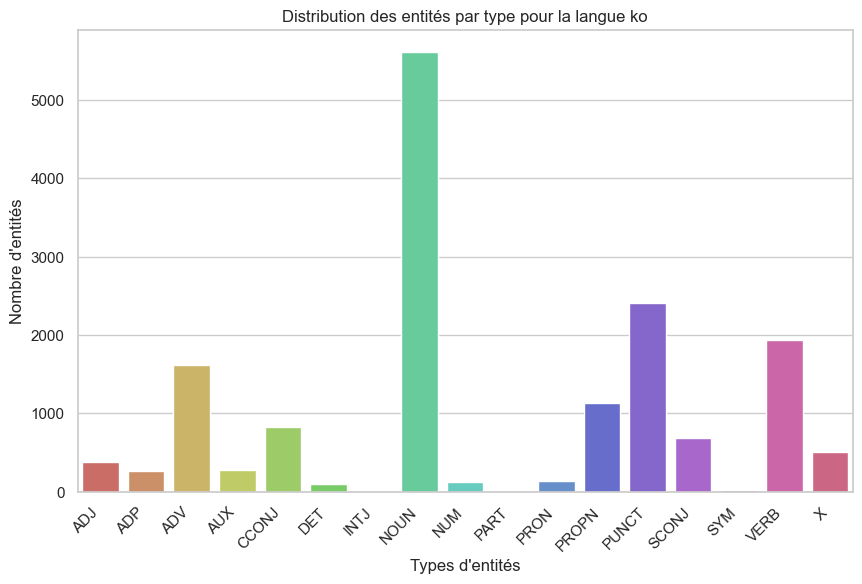 Distribution des entités par type pour la langue ko
Nombre d'entités
5000
4000
3000
2000
1000
0
ADJ
ADP
ADV
AUX
CCONJ
DET
INTJ
NOUN
NUM
PART
PRON
PROPN
PUNCT
SCONJ
SYM
VERB
X
Types d'entités